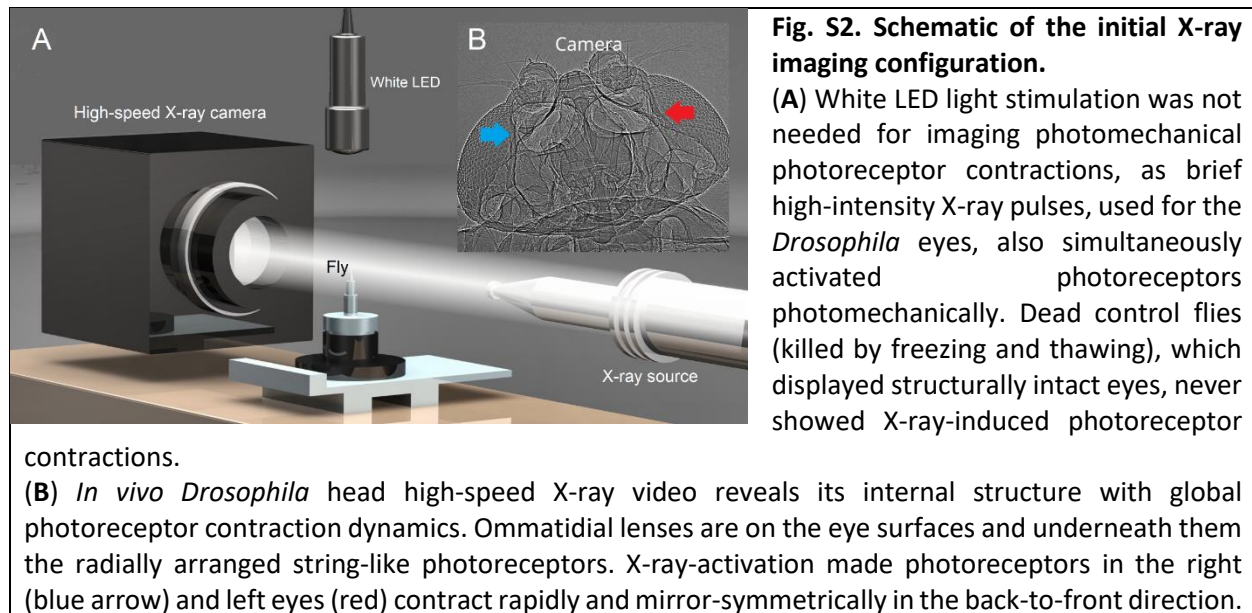 A
White LED
High-speed X-ray camera
Fly
X-ray source
B
Camera
Fig. S2. Schematic of the initial X-ray
imaging configuration.
(A) White LED light stimulation was not
needed for imaging photomechanical
photoreceptor contractions, as brief
high-intensity X-ray pulses, used for the
Drosophila eyes, also simultaneously
activated photoreceptors
photomechanically. Dead control flies
(killed by freezing and thawing), which
displayed structurally intact eyes, never
showed X-ray-induced photoreceptor
contractions.
(B) In vivo Drosophila head high-speed X-ray video reveals its internal structure with global
photoreceptor contraction dynamics. Ommatidial lenses are on the eye surfaces and underneath them
the radially arranged string-like photoreceptors. X-ray-activation made photoreceptors in the right
(blue arrow) and left eyes (red) contract rapidly and mirror-symmetrically in the back-to-front direction.